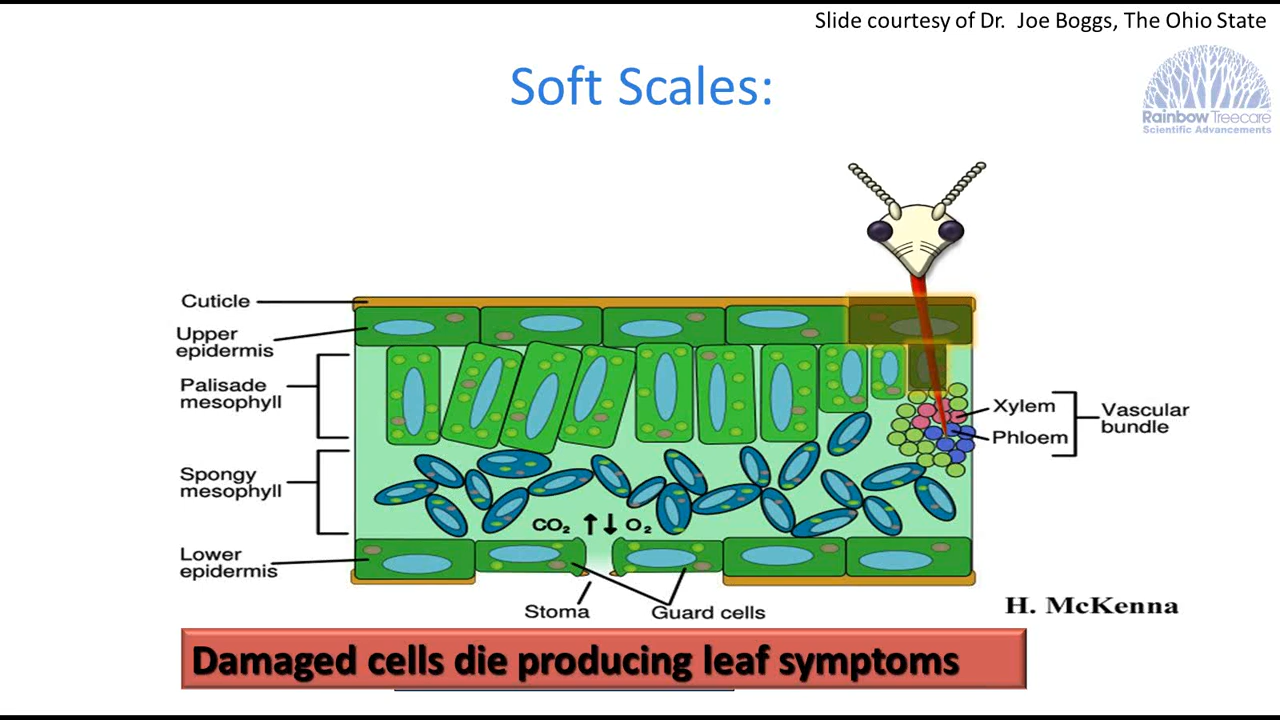 Slide courtesy of Dr. Joe Boggs, The Ohio State
Soft Scales:
Rainbow Treecare
Scientific Advancements
Cuticle
Upper
epidermis
Palisade
mesophyll
Xylem
Phloem
Vascular
bundle
Spongy
mesophyll
CO₂
O₂
Lower
epidermis
Stoma
Guard cells
H. McKenna
Damaged cells die producing leaf symptoms